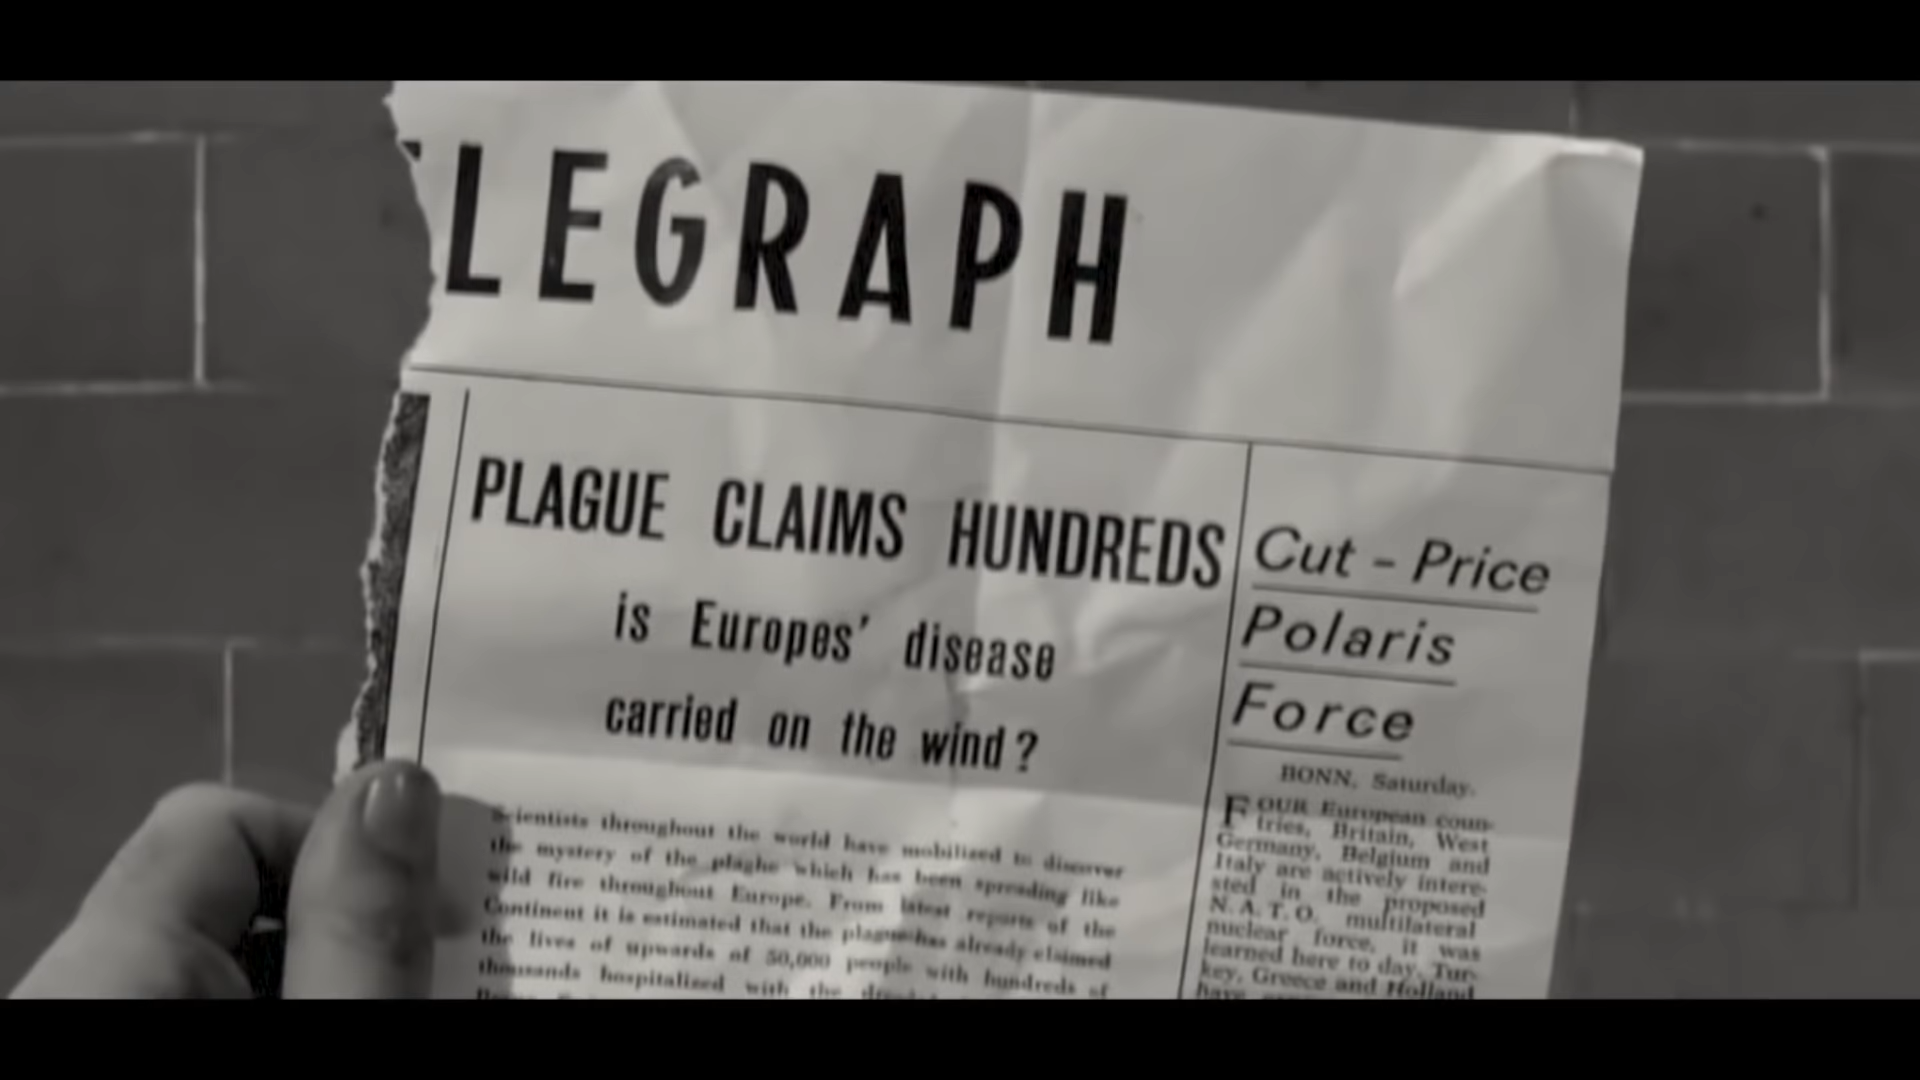 LEGRAPH
PLAGUE CLAIMS HUNDREDS
is Europes' disease
carried on the wind?
Scientists throughout the world have mobilized to discover
the mystery of the plaghe which has been spreading like
wild fire throughout Europe. From latest reports of the
Continent it is estimated that the plague has already claimed
the lives of upwards of 50,000 people with hundreds of
thousands hospitalized with the
Cut - Price
Polaris
Force
BONN, Saturday.
FOUR European coun-
tries, Britain, West
Germany, Belgium and
Italy are actively intere-
sted in the proposed
N.A.T.O. multilateral
nuclear force, it was
learned here to day. Tur-
key, Greece and Holland
have